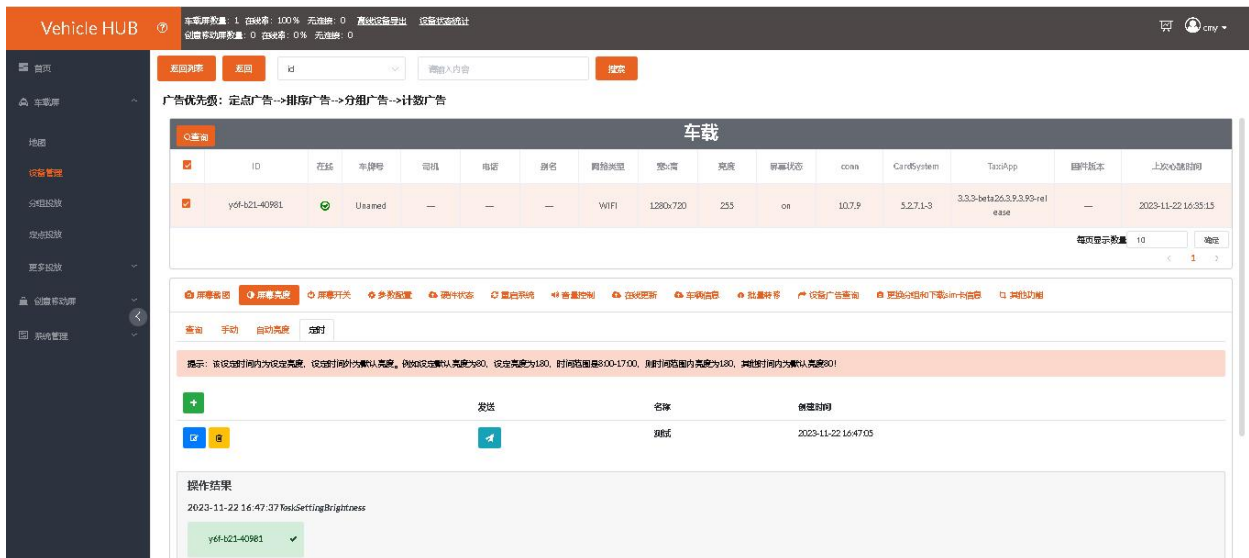 Vehicle HUB
车载屏数量: 1 在线率: 100% 无连接: 0 离线设备导出 设备状态统计
创意移动屏数量: 0 在线率: 0% 无连接: 0
cmy
首页
车载屏
地图
设备管理
分组投放
定点投放
更多投放
创意移动屏
系统管理
返回列表 返回 id 请输入内容 搜索
广告优先级: 定点广告-->排序广告-->分组广告-->计数广告
查询 车载
ID 在线 车牌号 司机 电话 别名 网络类型 宽x高 亮度 屏幕状态 conn CardSystem TaxiApp 固件版本 上次心跳时间
y6f-b21-40981 Unamed — — — WIFI 1280x720 255 on 10.7.9 5.2.7.1-3 3.3.3-beta26.3.9.3.93-rel — 2023-11-22 16:35:15
ease
每页显示数量 10 确定
< 1 >
屏幕截图 屏幕亮度 屏幕开关 参数配置 硬件状态 重启系统 音量控制 在线更新 车辆信息 批量转移 设备广告查询 更换分组和下载sim卡信息 其他功能
查询 手动 自动亮度 定时
提示: 该设定时间内为设定亮度, 设定时间外为默认亮度。例如设定默认亮度为80, 设定亮度为180, 时间范围是8:00-17:00, 则时间范围内亮度为180, 其他时间内为默认亮度80!
+ 发送 名称 创建时间
测试 2023-11-22 16:47:05
操作结果
2023-11-22 16:47:37 TaskSettingBrightness
y6f-b21-40981